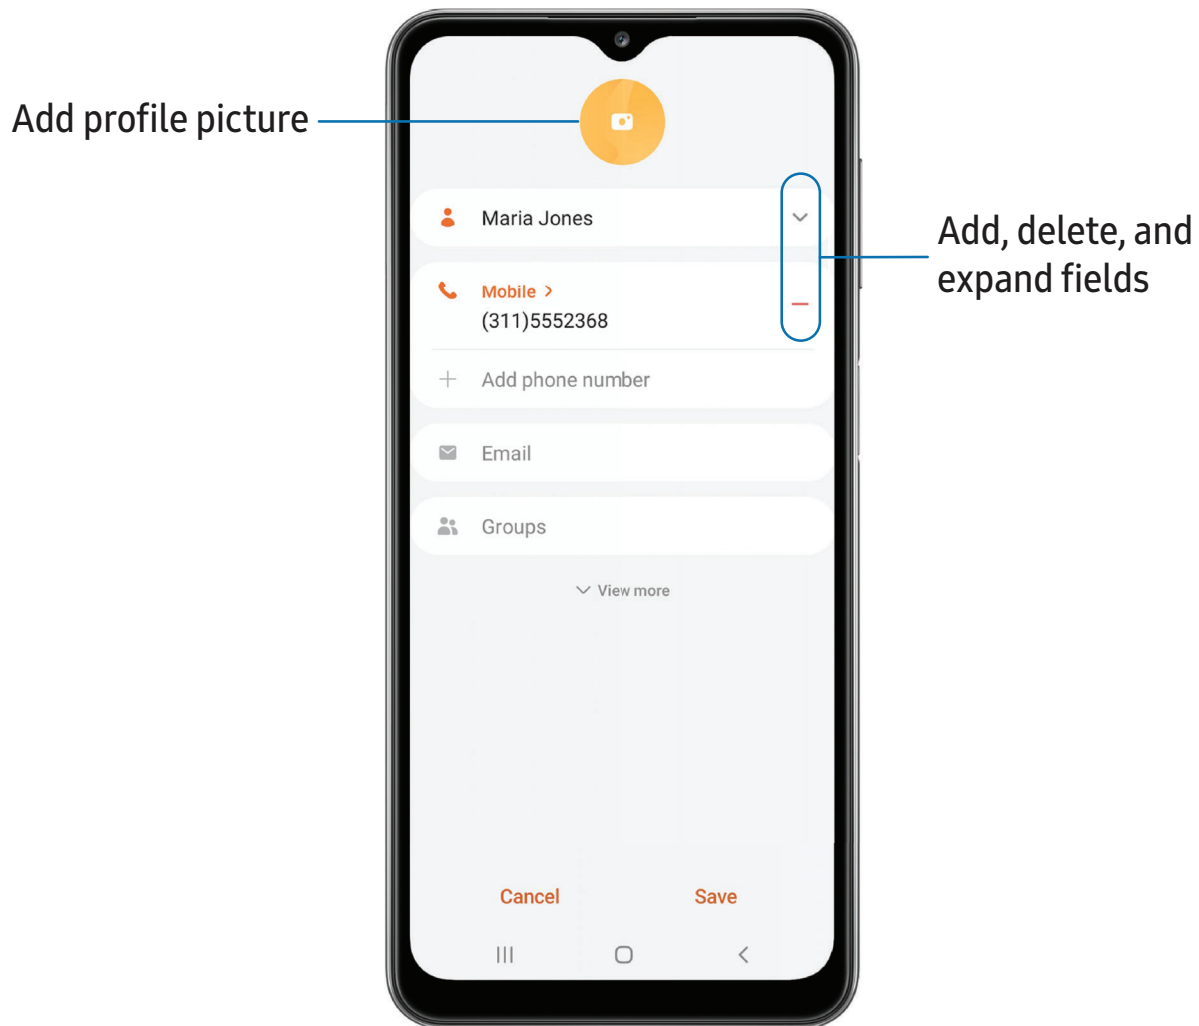 Add profile picture
Maria Jones
Add, delete, and
expand fields
Mobile >
(311)5552368
Add phone number
Email
Groups
View more
Cancel
Save